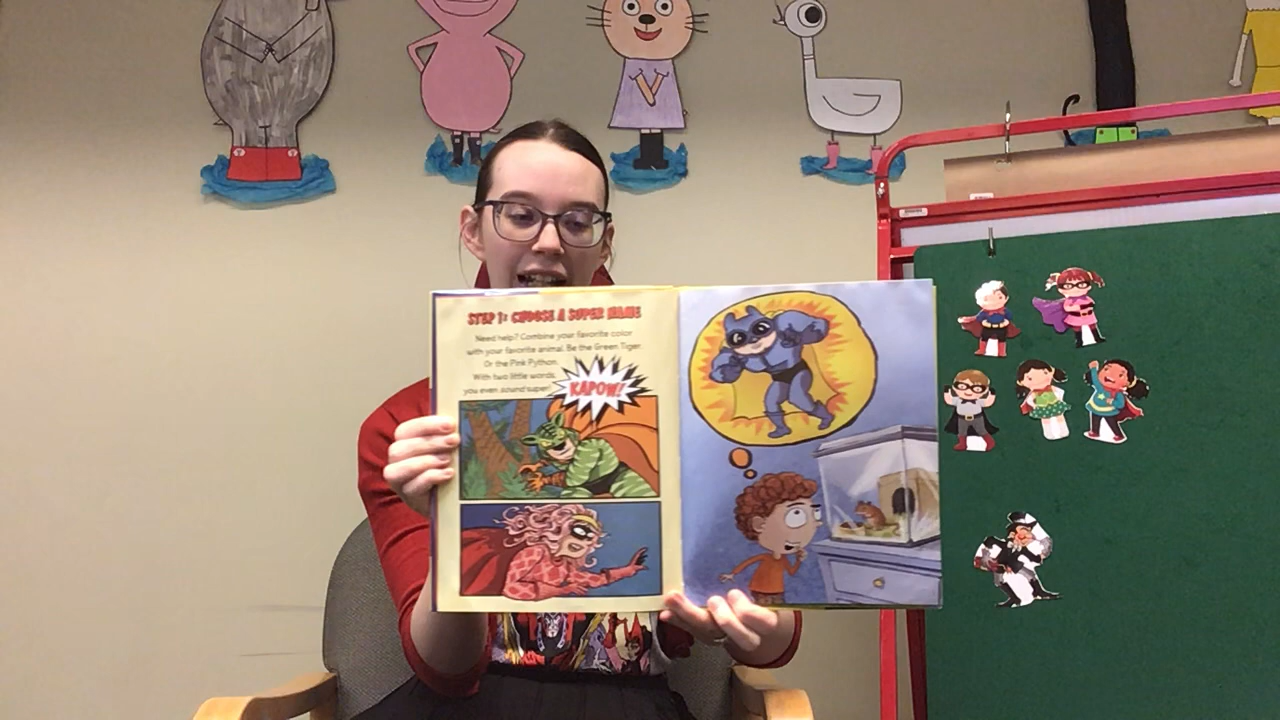 STEP 1: CHOOSE A SUPER NAME
Need help? Combine your favorite color
with your favorite animal. Be the Green Tiger.
Or the Pink Python.
With two little words,
you even sound super!
KAPOW!